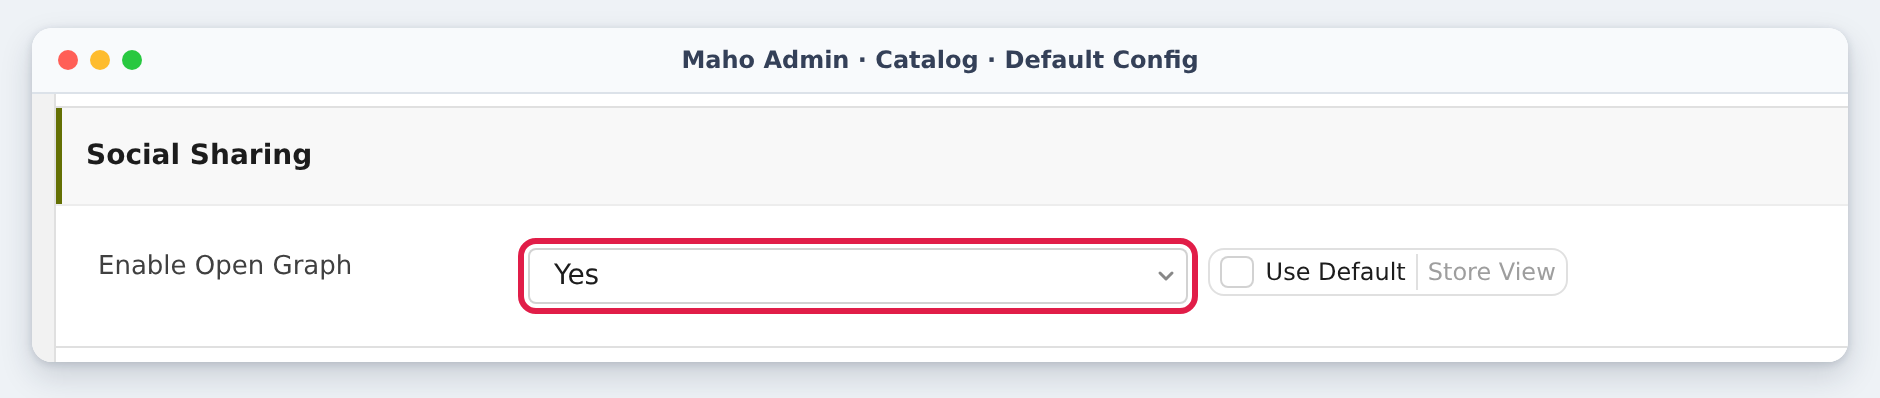 Maho Admin · Catalog · Default Config
Social Sharing
Enable Open Graph
Yes
Use Default
Store View